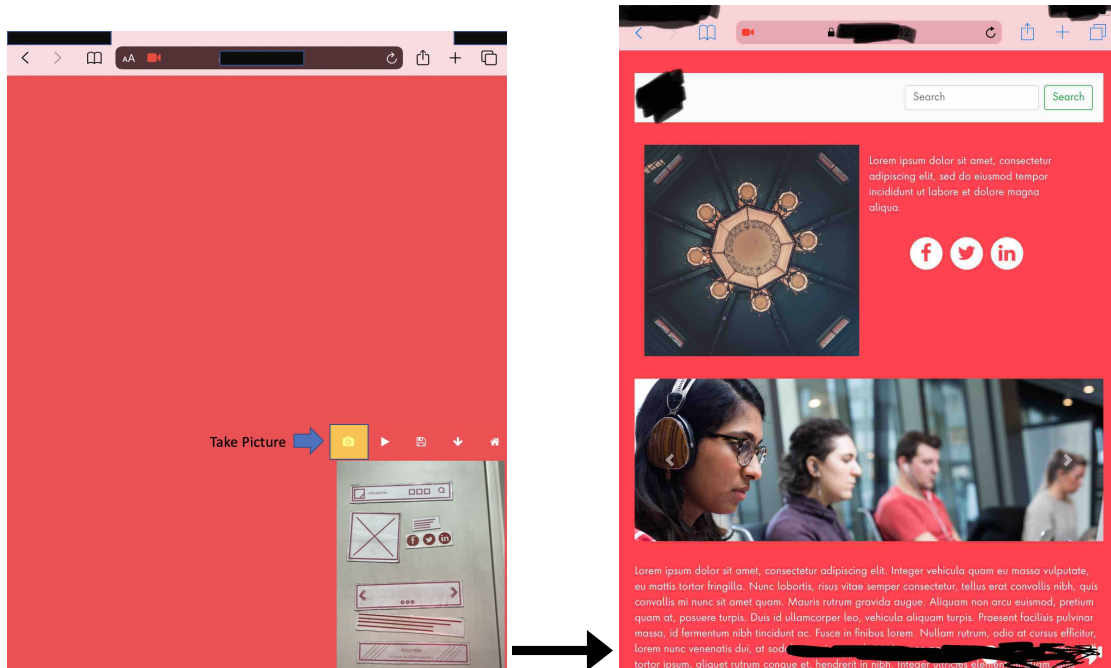 AA
Take Picture
HEADER
FOOTER
Search
Search
Lorem ipsum dolor sit amet, consectetur
adipiscing elit, sed do eiusmod tempor
incididunt ut labore et dolore magna
aliqua.
f
in
Lorem ipsum dolor sit amet, consectetur adipiscing elit. Integer vehicula quam eu massa vulputate,
eu mattis tortor fringilla. Nunc lobortis, risus vitae semper consectetur, tellus erat convallis nibh, quis
convallis mi nunc sit amet quam. Mauris rutrum gravida augue. Aliquam non arcu euismod, pretium
quam at, posuere turpis. Duis id ullamcorper leo, vehicula aliquam turpis. Praesent facilisis pulvinar
massa, id fermentum nibh tincidunt ac. Fusce in finibus lorem. Nullam rutrum, odio at cursus efficitur,
lorem nunc venenatis dui, at
tortor ipsum, aliquet rutrum congue et, hendrerit in nibh. Integer ultricies